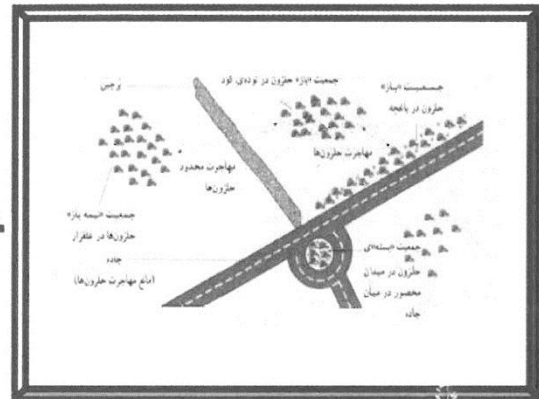 پرچین
جمعیت «باز» حلزون در توده‌ی کود
جمعیت «باز»
حلزون در باغچه
مهاجرت حلزون‌ها
مهاجرت محدود
حلزون‌ها
جمعیت «نیمه باز»
حلزون‌ها در علفزار
جاده
(مانع مهاجرت حلزون‌ها)
جمعیت «بسته»ی
حلزون در میدان
محصور در میان
جاده